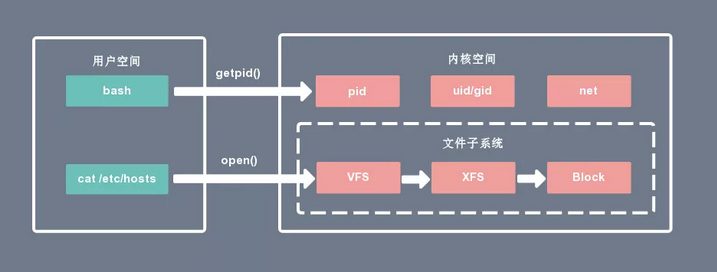 用户空间
内核空间
bash
getpid()
pid
uid/gid
net
文件子系统
cat /etc/hosts
open()
VFS
XFS
Block